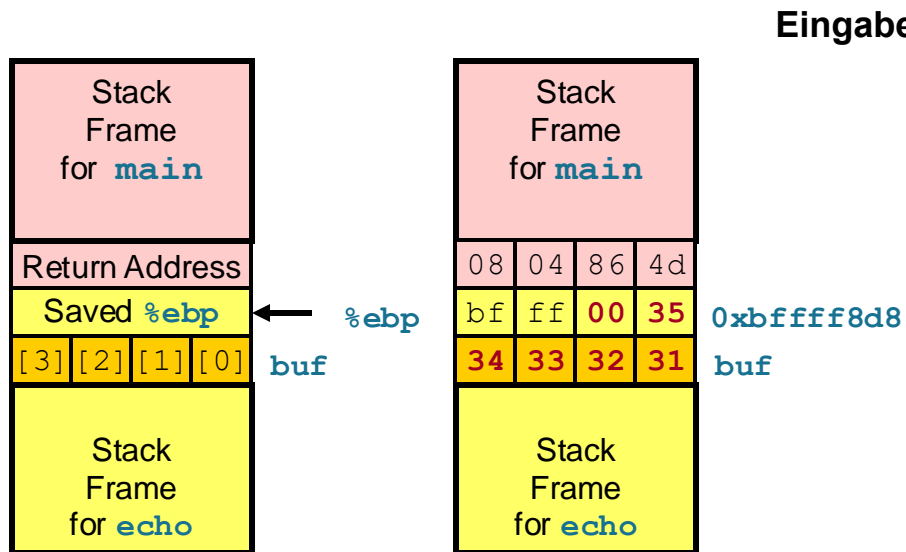 Eingabe
Stack
Frame
for main
Return Address
Saved %ebp
%ebp
[3] [2] [1] [0]
buf
Stack
Frame
for echo
Stack
Frame
for main
08 04 86 4d
bf ff 00 35
0xbffff8d8
34 33 32 31
buf
Stack
Frame
for echo